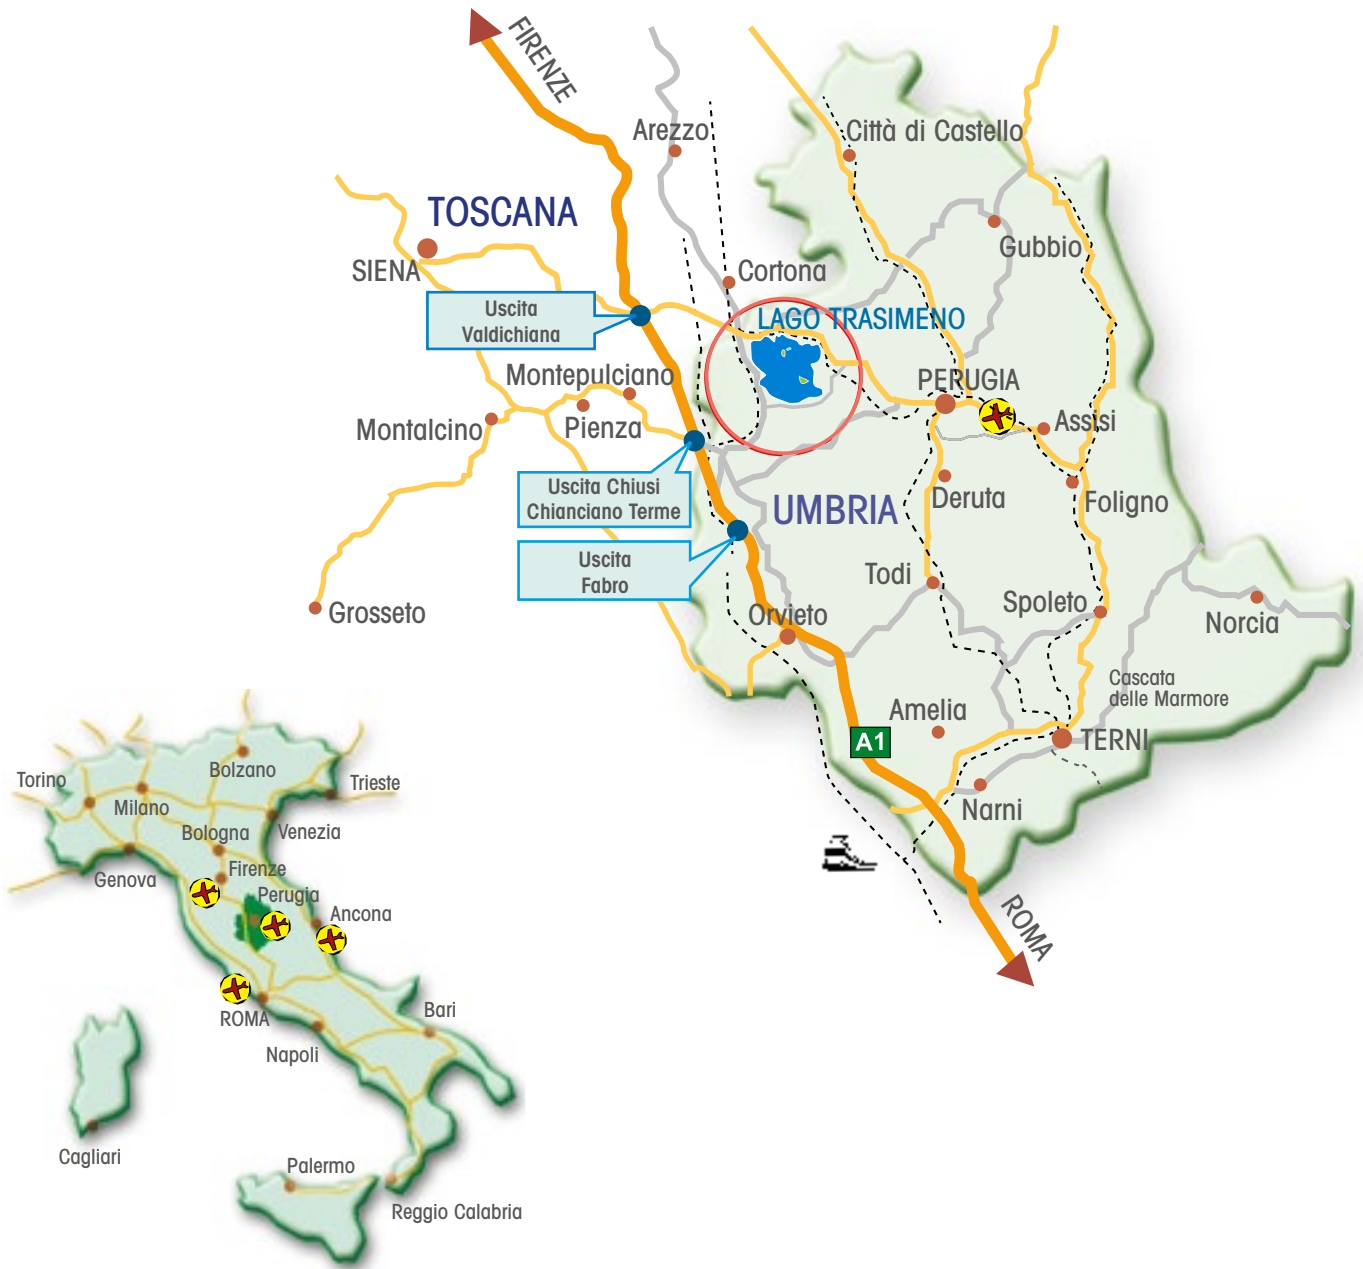 FIRENZE
Arezzo
Città di Castello
TOSCANA
SIENA
Gubbio
Cortona
Uscita
Valdichiana
LAGO TRASIMENO
Montepulciano
PERUGIA
Montalcino
Pienza
Assisi
Uscita Chiusi
Chianciano Terme
UMBRIA
Deruta
Foligno
Uscita
Fabro
Todi
Grosseto
Orvieto
Spoleto
Norcia
Cascata
delle Marmore
Amelia
A1
TERNI
Narni
ROMA
Bolzano
Torino
Milano
Trieste
Bologna
Venezia
Genova
Firenze
Perugia
Ancona
ROMA
Bari
Napoli
Cagliari
Palermo
Reggio Calabria